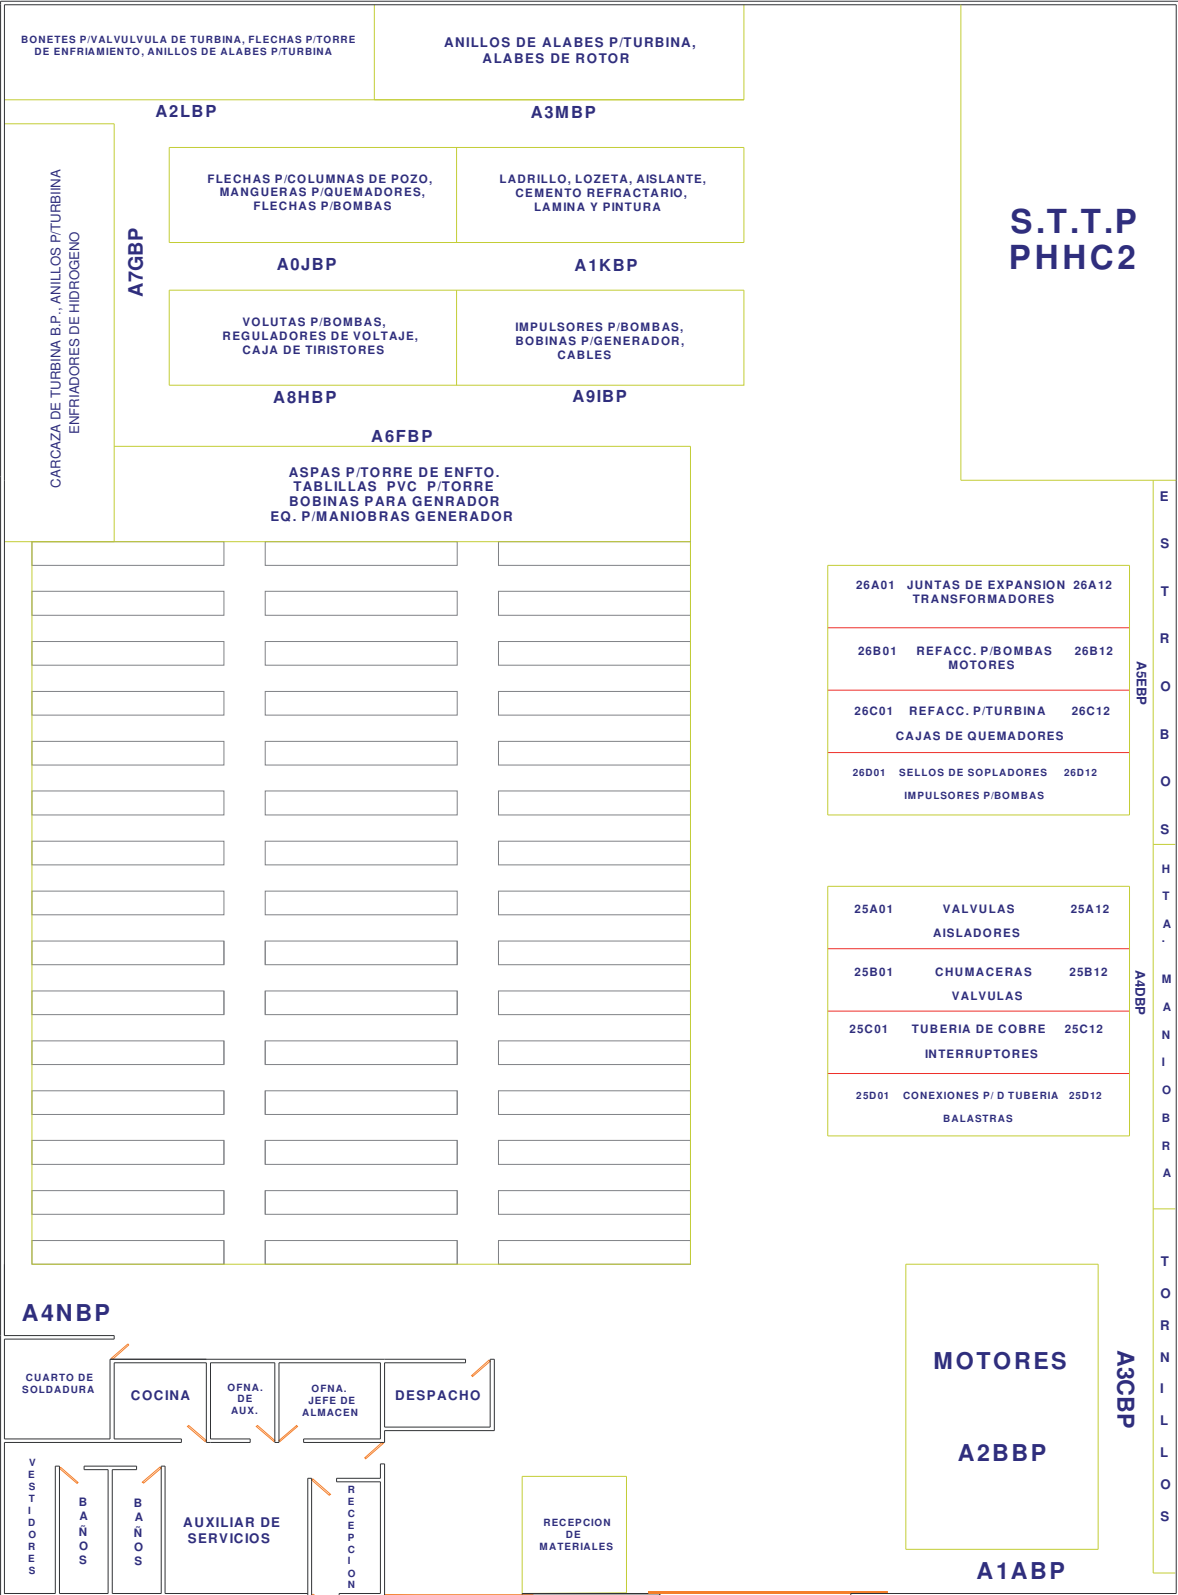 BONETES P/VALVULVULA DE TURBINA, FLECHAS P/TORRE
DE ENFRIAMIENTO, ANILLOS DE ALABES P/TURBINA
ANILLOS DE ALABES P/TURBINA,
ALABES DE ROTOR
A2LBP
A3MBP
CARCAZA DE TURBINA B.P., ANILLOS P/TURBIINA
ENFRIADORES DE HIDROGENO
A7GBP
FLECHAS P/COLUMNAS DE POZO,
MANGUERAS P/QUEMADORES,
FLECHAS P/BOMBAS
LADRILLO, LOZETA, AISLANTE,
CEMENTO REFRACTARIO,
LAMINA Y PINTURA
S.T.T.P
PHHC2
A0JBP
A1KBP
VOLUTAS P/BOMBAS,
REGULADORES DE VOLTAJE,
CAJA DE TIRISTORES
IMPULSORES P/BOMBAS,
BOBINAS P/GENERADOR,
CABLES
A8HBP
A9IBP
A6FBP
ASPAS P/TORRE DE ENFTO.
TABLILLAS PVC P/TORRE
BOBINAS PARA GENRADOR
EQ. P/MANIOBRAS GENERADOR
ESTROBOS
26A01 JUNTAS DE EXPANSION 26A12
TRANSFORMADORES
26B01 REFACC. P/BOMBAS 26B12
MOTORES
26C01 REFACC. P/TURBINA 26C12
CAJAS DE QUEMADORES
26D01 SELLOS DE SOPLADORES 26D12
IMPULSORES P/BOMBAS
A5EBP
HTA. MANIOBRA
25A01 VALVULAS 25A12
AISLADORES
25B01 CHUMACERAS 25B12
VALVULAS
25C01 TUBERIA DE COBRE 25C12
INTERRUPTORES
25D01 CONEXIONES P/ D TUBERIA 25D12
BALASTRAS
A4DBP
TORNILLOS
A4NBP
CUARTO DE
SOLDADURA
COCINA
OFNA.
DE
AUX.
OFNA.
JEFE DE
ALMACEN
DESPACHO
MOTORES
A2BBP
A3CBP
VESTIDORES
BAÑOS
BAÑOS
AUXILIAR DE
SERVICIOS
RECEPCION
RECEPCION
DE
MATERIALES
A1ABP